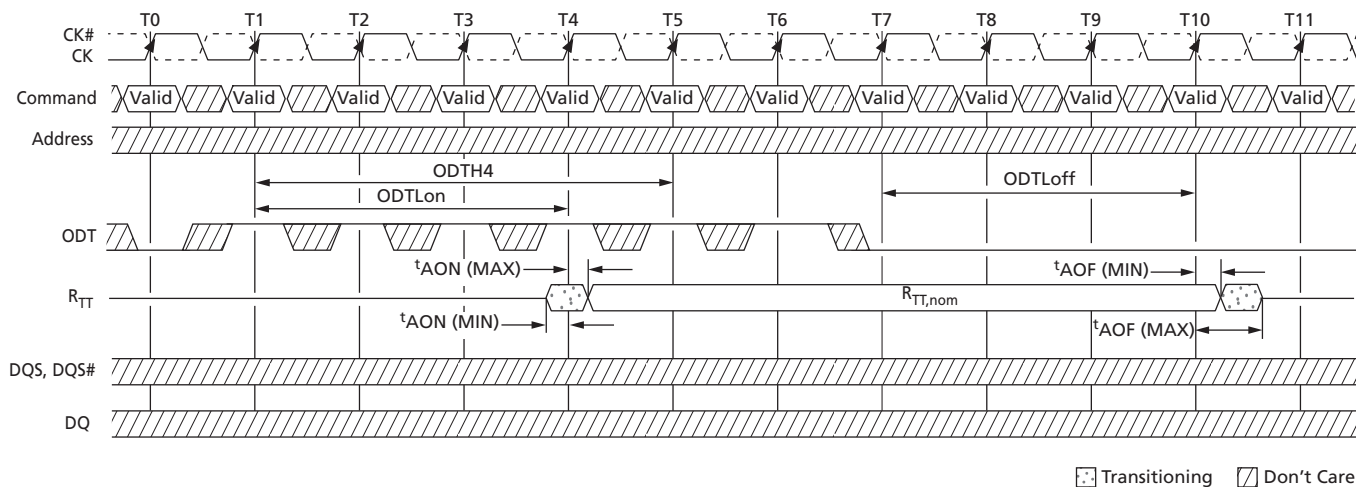 T0 T1 T2 T3 T4 T5 T6 T7 T8 T9 T10 T11
CK#
CK
Command Valid Valid Valid Valid Valid Valid Valid Valid Valid Valid Valid Valid
Address
ODTH4
ODTLoff
ODTLon
ODT
tAON (MAX)
tAOF (MIN)
RTT
RTT,nom
tAON (MIN)
tAOF (MAX)
DQS, DQS#
DQ
Transitioning Don't Care